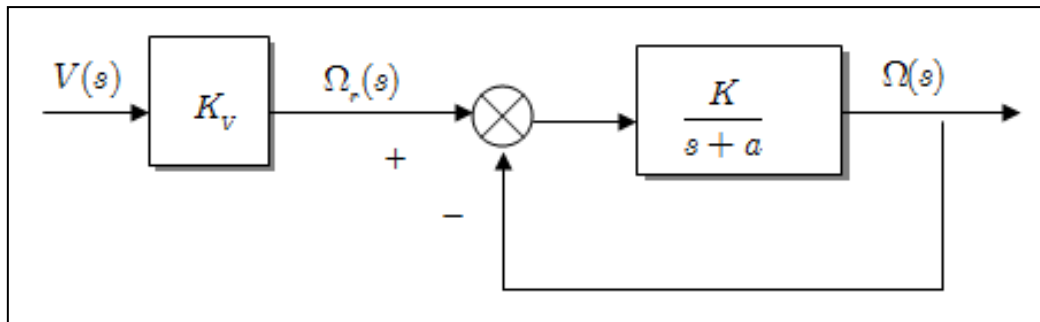 V(s)
K_V
Ω_r(s)
+
−
K
s + a
Ω(s)